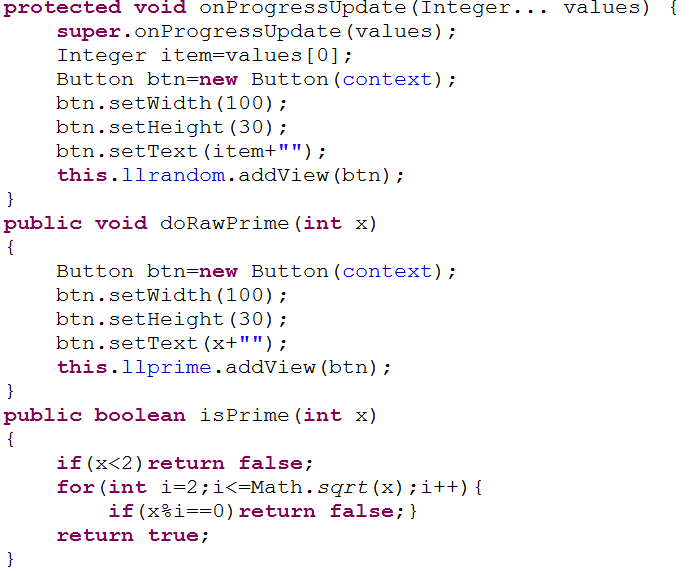 protected void onProgressUpdate(Integer... values) {
    super.onProgressUpdate(values);
    Integer item=values[0];
    Button btn=new Button(context);
    btn.setWidth(100);
    btn.setHeight(30);
    btn.setText(item+"");
    this.llrandom.addView(btn);
}
public void doRawPrime(int x)
{
    Button btn=new Button(context);
    btn.setWidth(100);
    btn.setHeight(30);
    btn.setText(x+"");
    this.llprime.addView(btn);
}
public boolean isPrime(int x)
{
    if(x<2)return false;
    for(int i=2;i<=Math.sqrt(x);i++){
        if(x%i==0)return false;}
    return true;
}